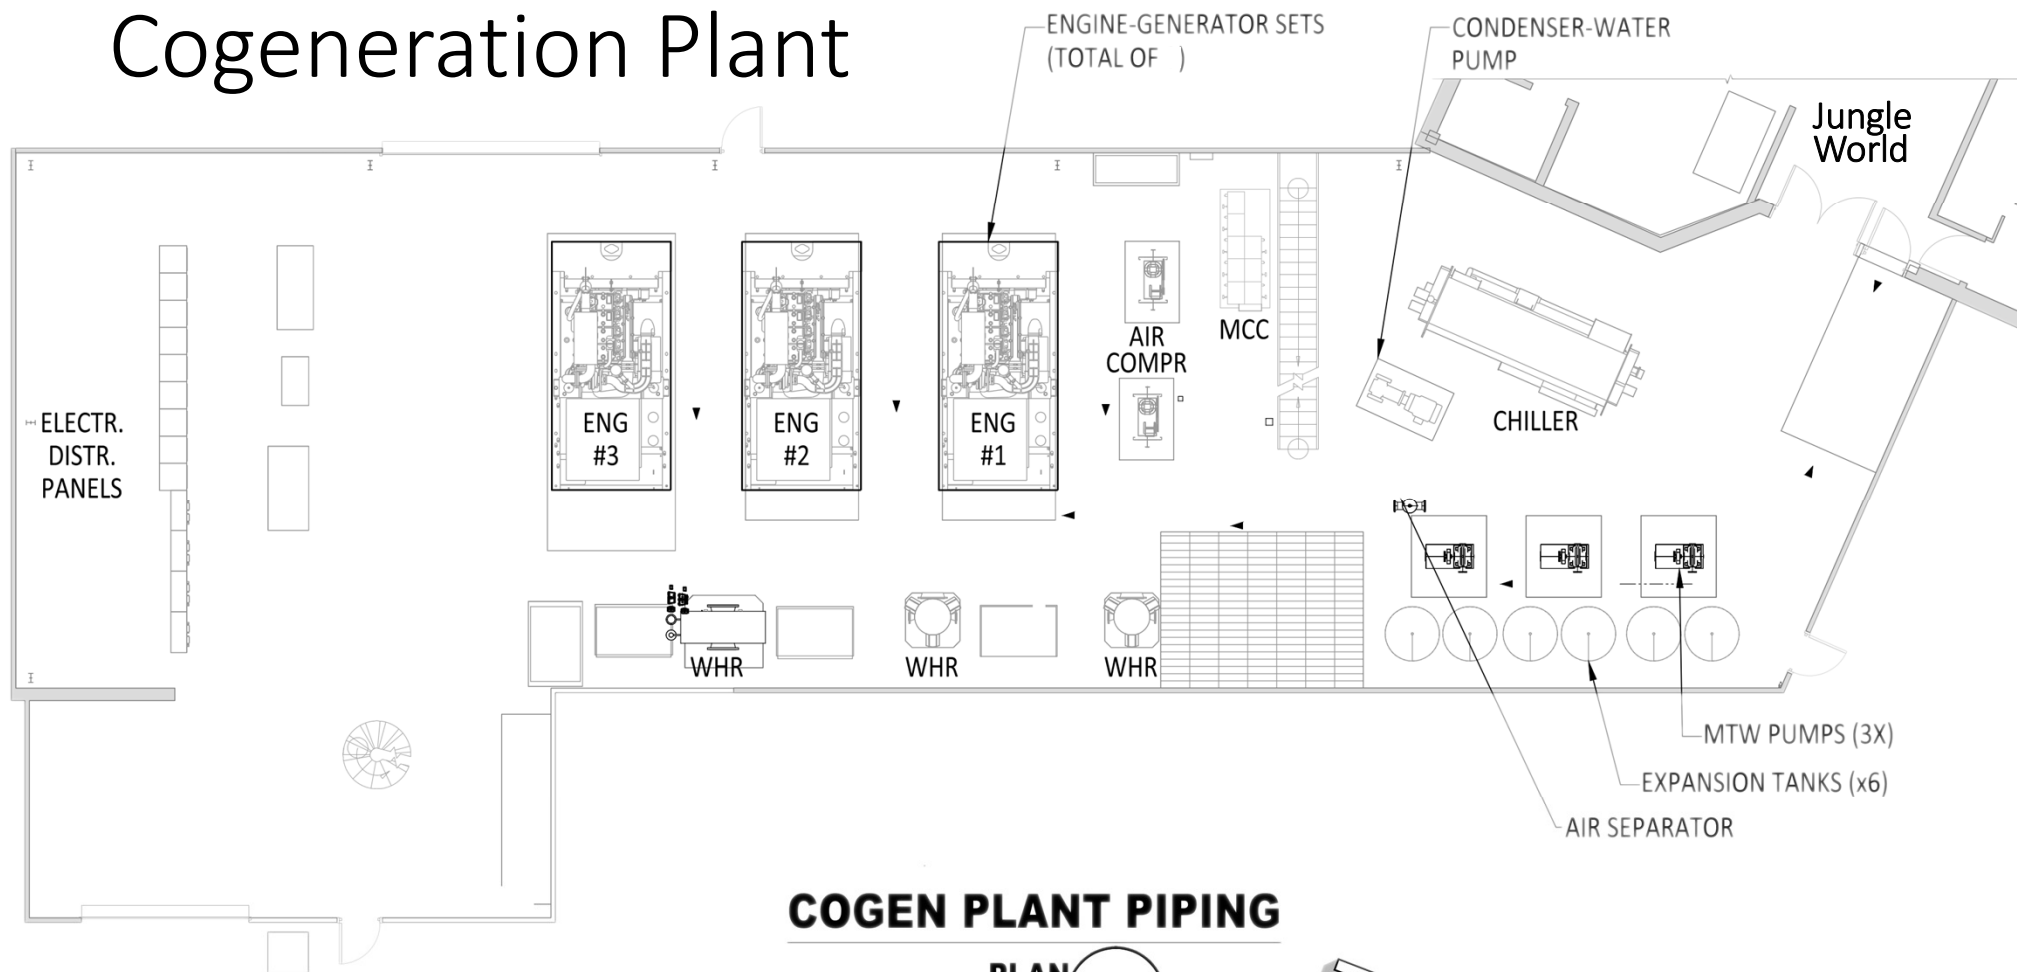 Cogeneration Plant
ENGINE-GENERATOR SETS
(TOTAL OF )
CONDENSER-WATER
PUMP
Jungle
World
AIR
COMPR
MCC
CHILLER
ELECTR.
DISTR.
PANELS
ENG
#3
ENG
#2
ENG
#1
WHR
WHR
WHR
MTW PUMPS (3X)
EXPANSION TANKS (x6)
AIR SEPARATOR
COGEN PLANT PIPING
PLAN